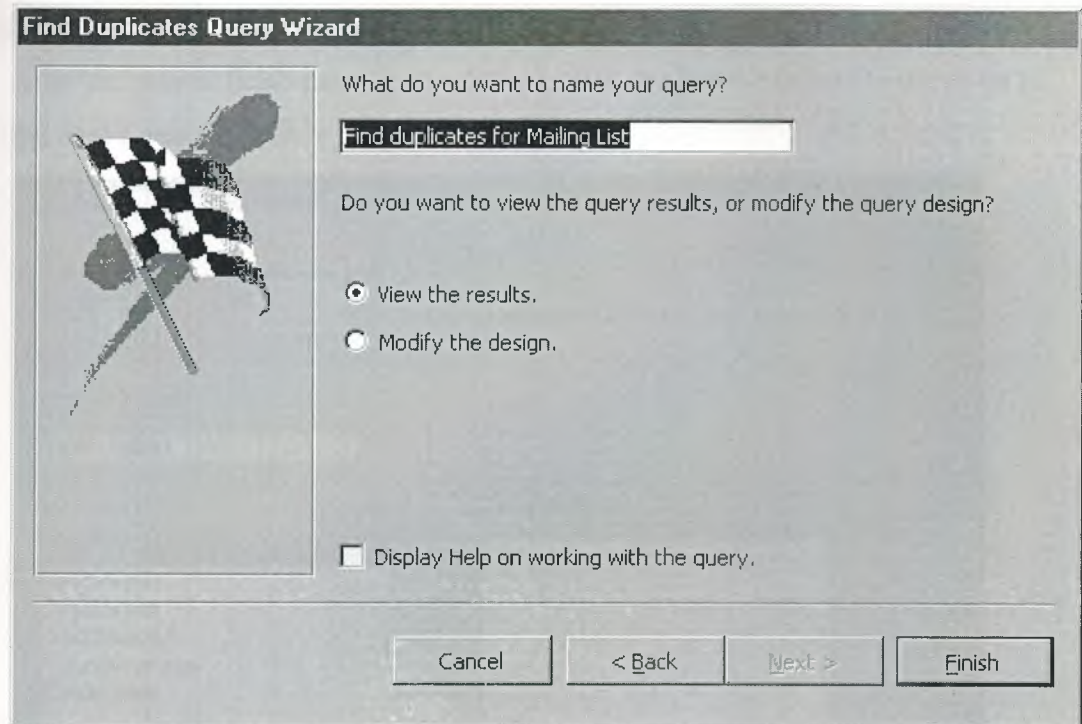 Find Duplicates Query Wizard
What do you want to name your query?
Find duplicates for Mailing List
Do you want to view the query results, or modify the query design?
View the results.
Modify the design.
Display Help on working with the query.
Cancel
< Back
Next >
Finish